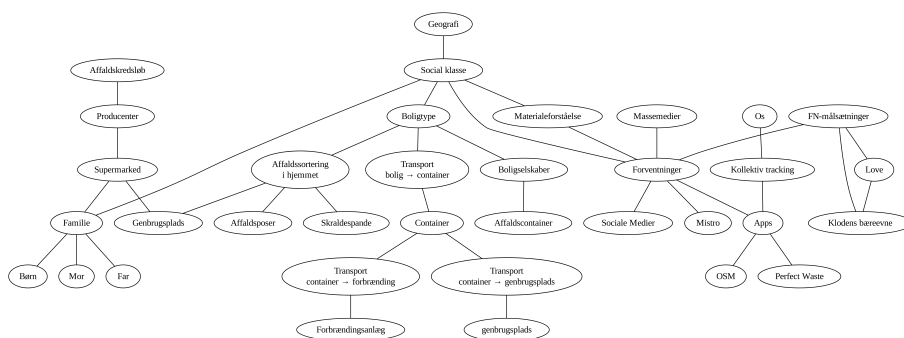 Geografi
Affaldskredsløb
Social klasse
Producenter
Boligtype
Materialeforståelse
Massemedier
Os
FN-målsætninger
Supermarked
Affaldssortering
i hjemmet
Transport
bolig → container
Boligselskaber
Forventninger
Kollektiv tracking
Love
Familie
Genbrugsplads
Affaldsposer
Skraldespande
Container
Affaldscontainer
Sociale Medier
Mistro
Apps
Klodens bæreevne
Børn
Mor
Far
Transport
container → forbrænding
Transport
container → genbrugsplads
OSM
Perfect Waste
Forbrændingsanlæg
genbrugsplads